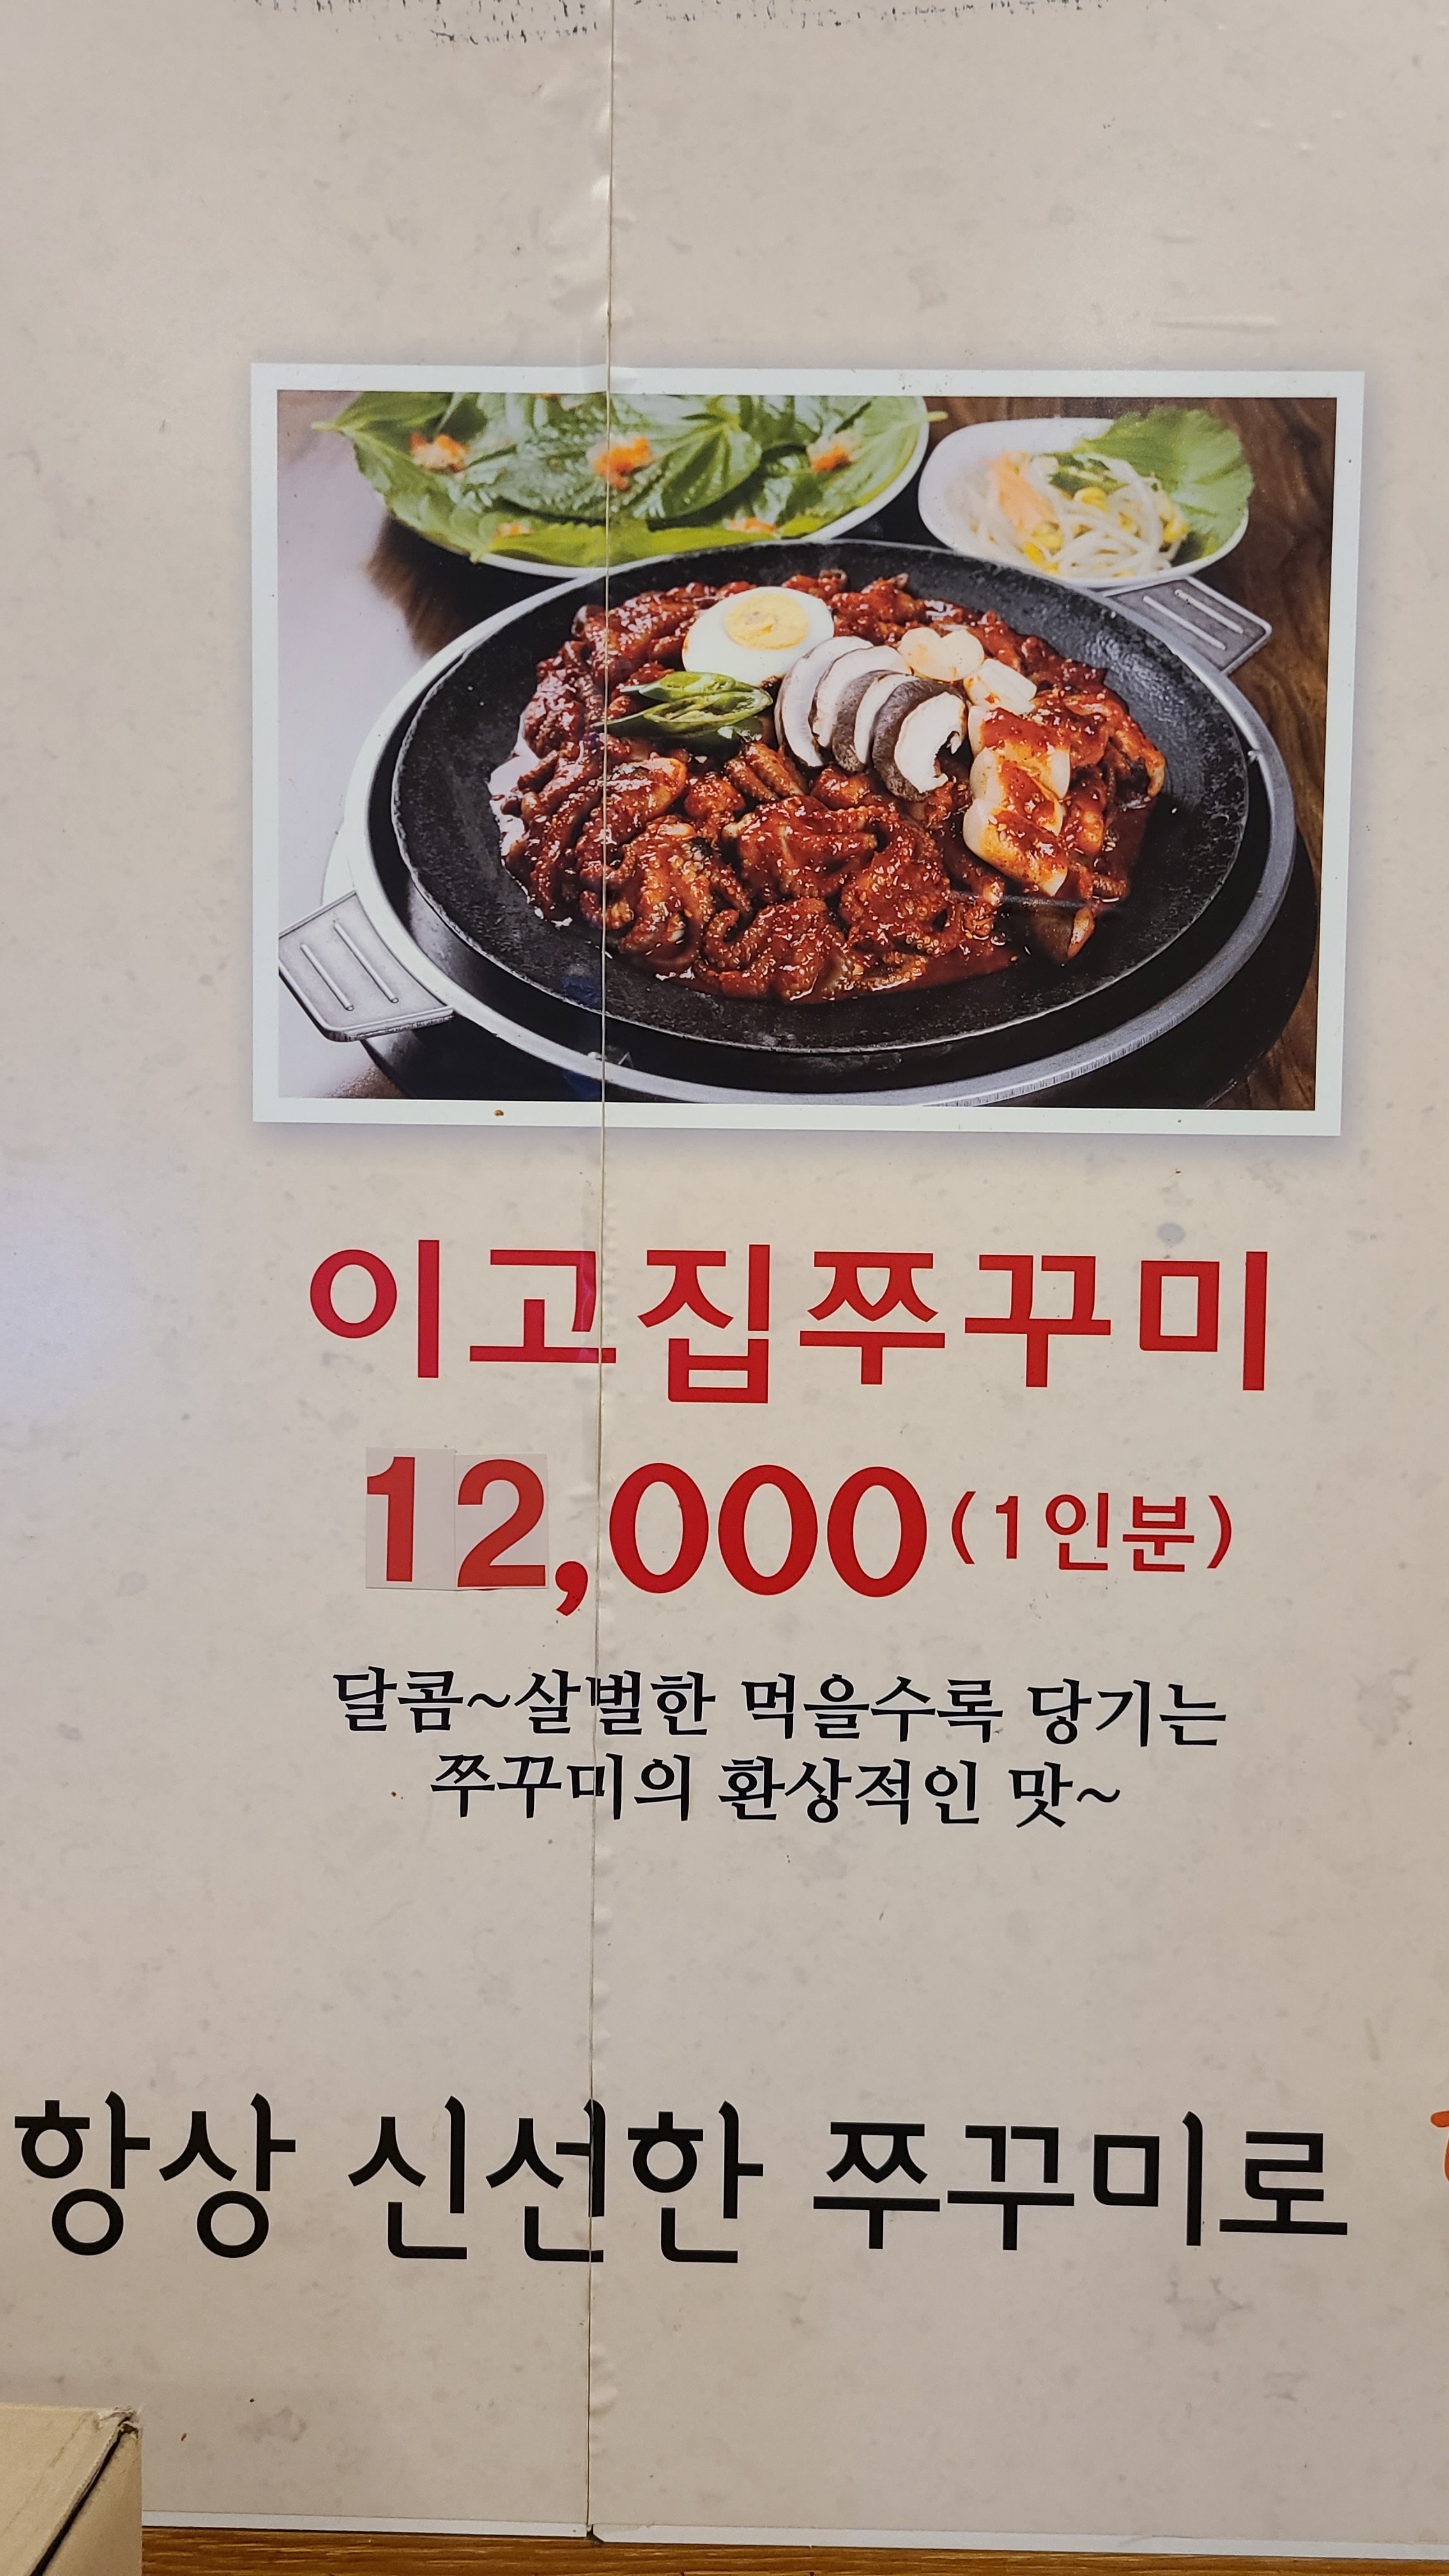 이고집쭈꾸미
12,000 (1인분)
달콤~살벌한 먹을수록 당기는
쭈꾸미의 환상적인 맛~
항상 신선한 쭈꾸미로